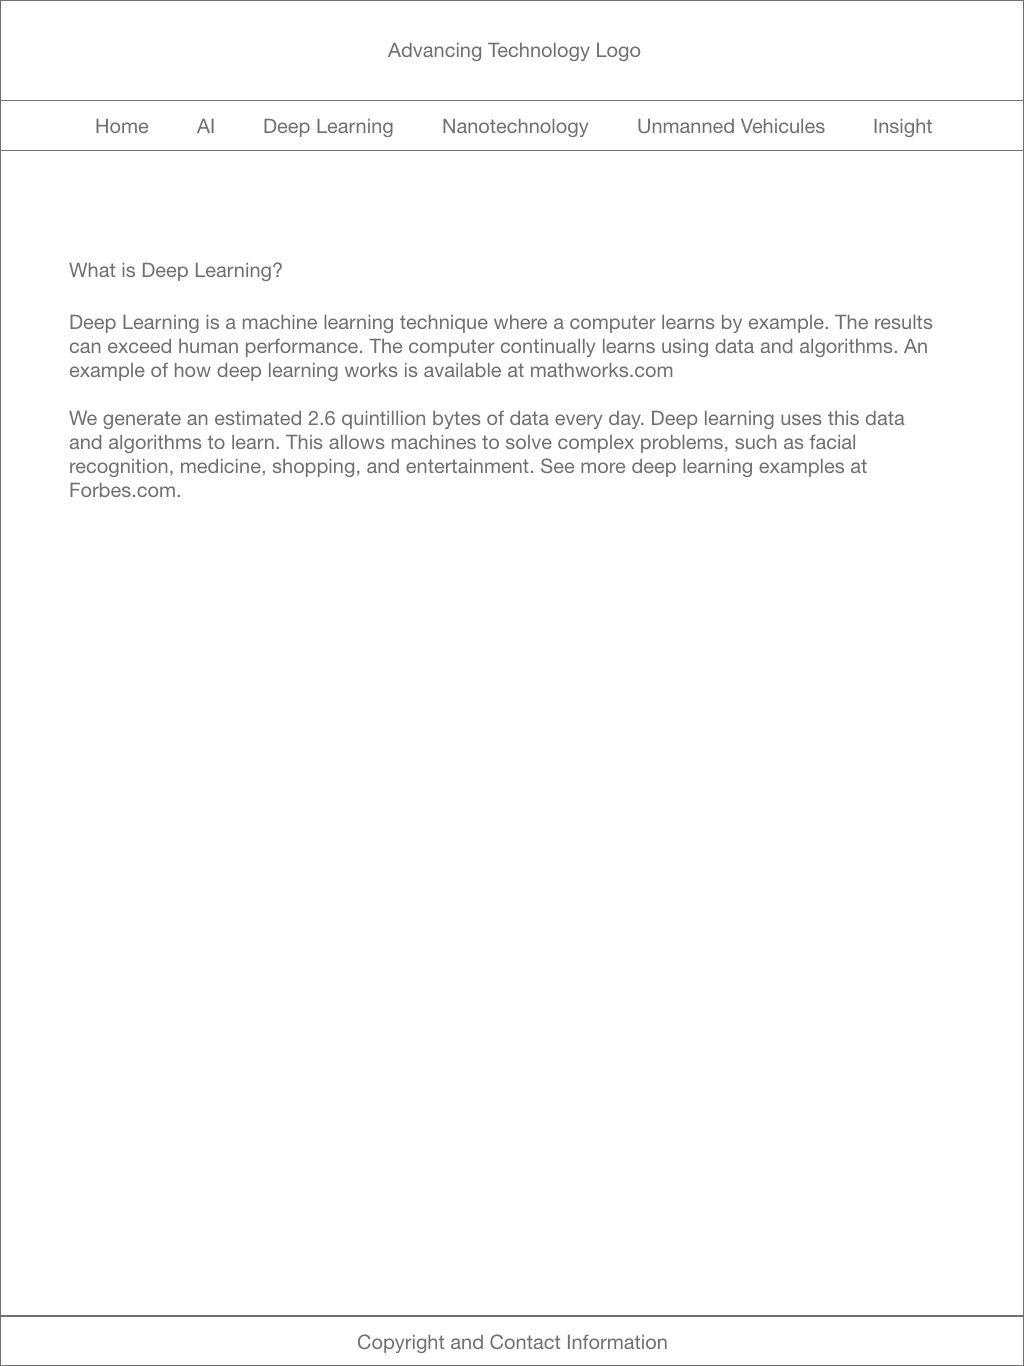 Advancing Technology Logo
Home AI Deep Learning Nanotechnology Unmanned Vehicules Insight
What is Deep Learning?
Deep Learning is a machine learning technique where a computer learns by example. The results
can exceed human performance. The computer continually learns using data and algorithms. An
example of how deep learning works is available at mathworks.com
We generate an estimated 2.6 quintillion bytes of data every day. Deep learning uses this data
and algorithms to learn. This allows machines to solve complex problems, such as facial
recognition, medicine, shopping, and entertainment. See more deep learning examples at
Forbes.com.
Copyright and Contact Information